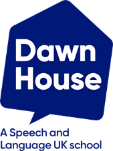 Dawn
House
A Speech and
Language UK school